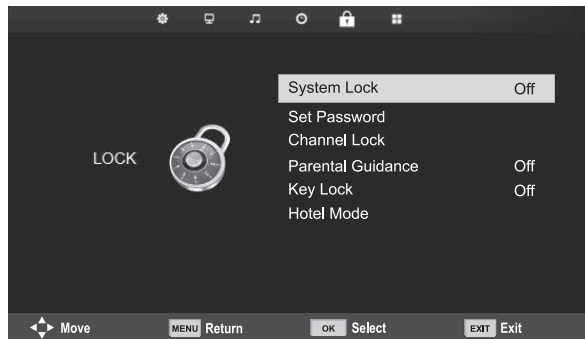 LOCK
System Lock Off
Set Password
Channel Lock
Parental Guidance Off
Key Lock Off
Hotel Mode
Move MENU Return OK Select EXIT Exit